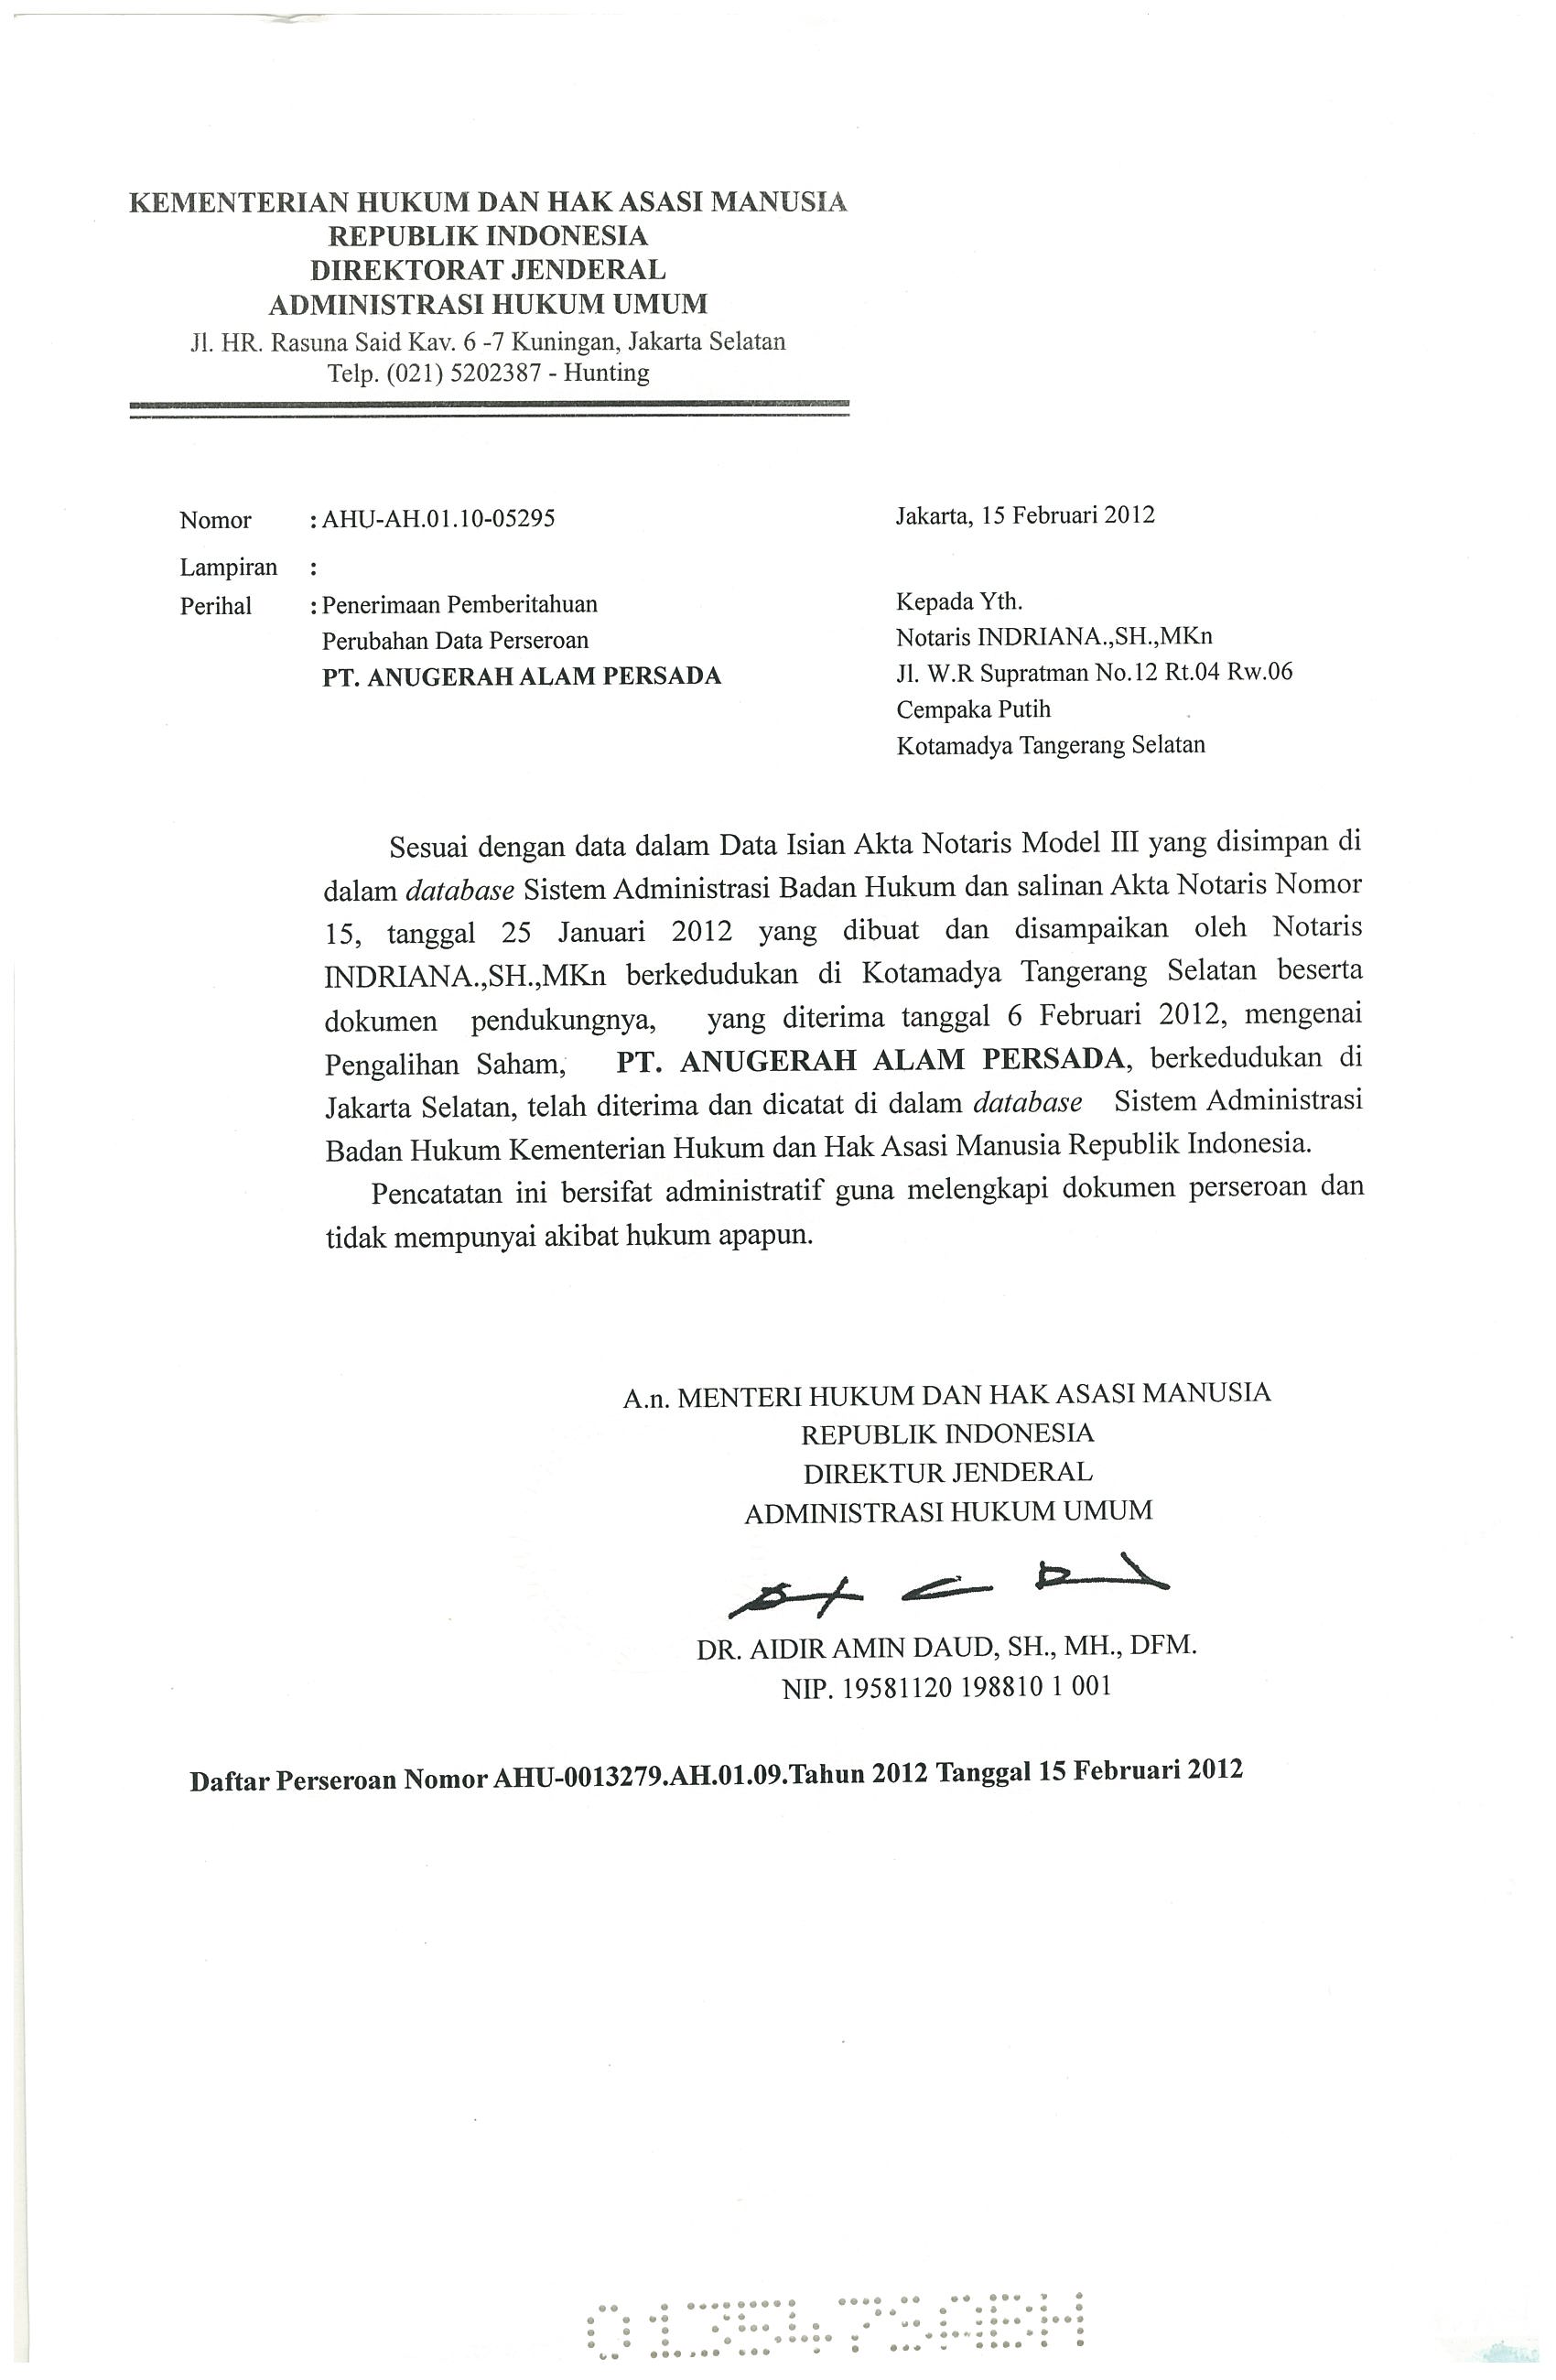 KEMENTERIAN HUKUM DAN HAK ASASI MANUSIA
REPUBLIK INDONESIA
DIREKTORAT JENDERAL
ADMINISTRASI HUKUM UMUM
Jl. HR. Rasuna Said Kav. 6 -7 Kuningan, Jakarta Selatan
Telp. (021) 5202387 - Hunting
Nomor : AHU-AH.01.10-05295
Lampiran :
Perihal : Penerimaan Pemberitahuan
Perubahan Data Perseroan
PT. ANUGERAH ALAM PERSADA
Jakarta, 15 Februari 2012
Kepada Yth.
Notaris INDRIANA.,SH.,MKn
Jl. W.R Supratman No.12 Rt.04 Rw.06
Cempaka Putih
Kotamadya Tangerang Selatan
Sesuai dengan data dalam Data Isian Akta Notaris Model III yang disimpan di
dalam database Sistem Administrasi Badan Hukum dan salinan Akta Notaris Nomor
15, tanggal 25 Januari 2012 yang dibuat dan disampaikan oleh Notaris
INDRIANA.,SH.,MKn berkedudukan di Kotamadya Tangerang Selatan beserta
dokumen pendukungnya, yang diterima tanggal 6 Februari 2012, mengenai
Pengalihan Saham, PT. ANUGERAH ALAM PERSADA, berkedudukan di
Jakarta Selatan, telah diterima dan dicatat di dalam database Sistem Administrasi
Badan Hukum Kementerian Hukum dan Hak Asasi Manusia Republik Indonesia.
Pencatatan ini bersifat administratif guna melengkapi dokumen perseroan dan
tidak mempunyai akibat hukum apapun.
A.n. MENTERI HUKUM DAN HAK ASASI MANUSIA
REPUBLIK INDONESIA
DIREKTUR JENDERAL
ADMINISTRASI HUKUM UMUM
DR. AIDIR AMIN DAUD, SH., MH., DFM.
NIP. 19581120 198810 1 001
Daftar Perseroan Nomor AHU-0013279.AH.01.09.Tahun 2012 Tanggal 15 Februari 2012